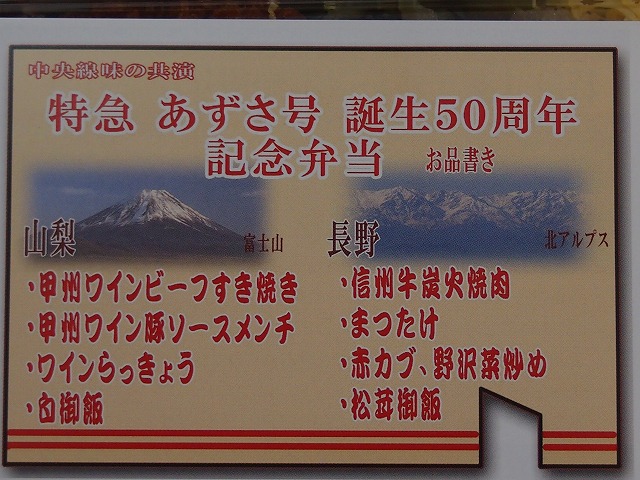 中央線味の共演
特急 あずさ号 誕生50周年
記念弁当 お品書き
山梨 富士山
・甲州ワインビーフすき焼き
・甲州ワイン豚ソースメンチ
・ワインらっきょう
・白御飯
長野 北アルプス
・信州牛炭火焼肉
・まつたけ
・赤カブ、野沢菜炒め
・松茸御飯